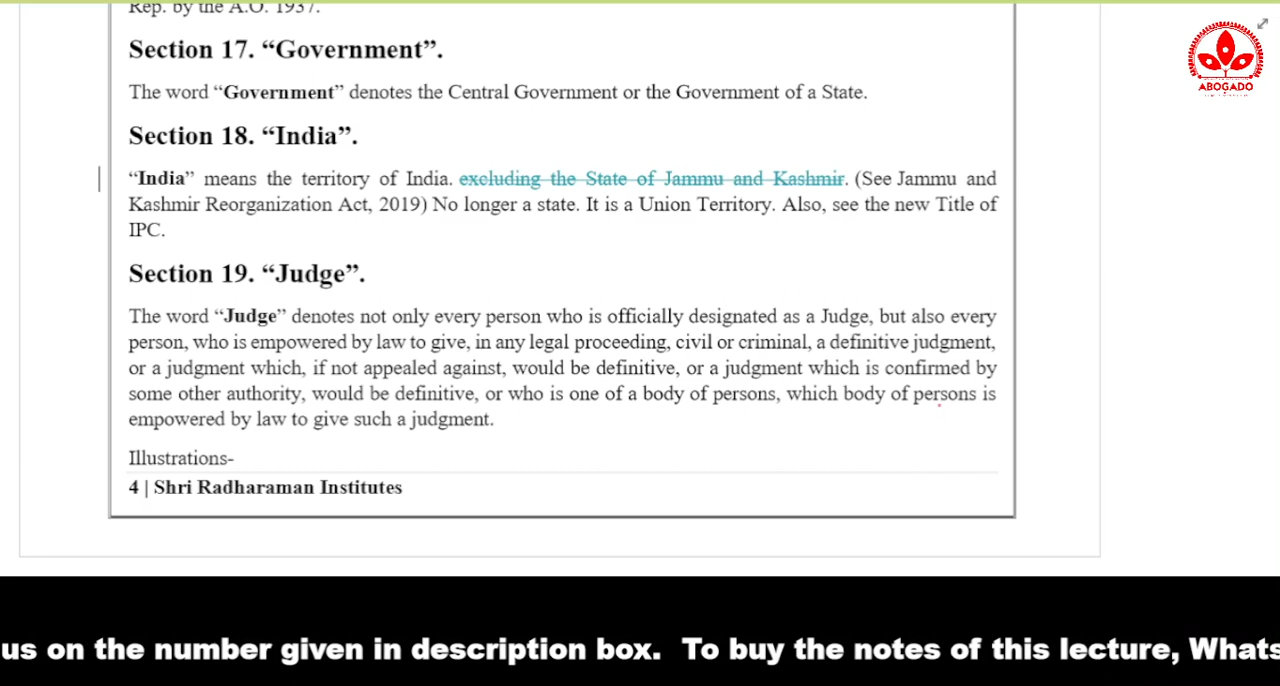 Rep. by the A.O. 1937.
Section 17. “Government”.
The word “Government” denotes the Central Government or the Government of a State.
Section 18. “India”.
“India” means the territory of India. excluding the State of Jammu and Kashmir. (See Jammu and
Kashmir Reorganization Act, 2019) No longer a state. It is a Union Territory. Also, see the new Title of
IPC.
Section 19. “Judge”.
The word “Judge” denotes not only every person who is officially designated as a Judge, but also every
person, who is empowered by law to give, in any legal proceeding, civil or criminal, a definitive judgment,
or a judgment which, if not appealed against, would be definitive, or a judgment which is confirmed by
some other authority, would be definitive, or who is one of a body of persons, which body of persons is
empowered by law to give such a judgment.
Illustrations-
4 | Shri Radharaman Institutes
ABOGADO
us on the number given in description box. To buy the notes of this lecture, Whats